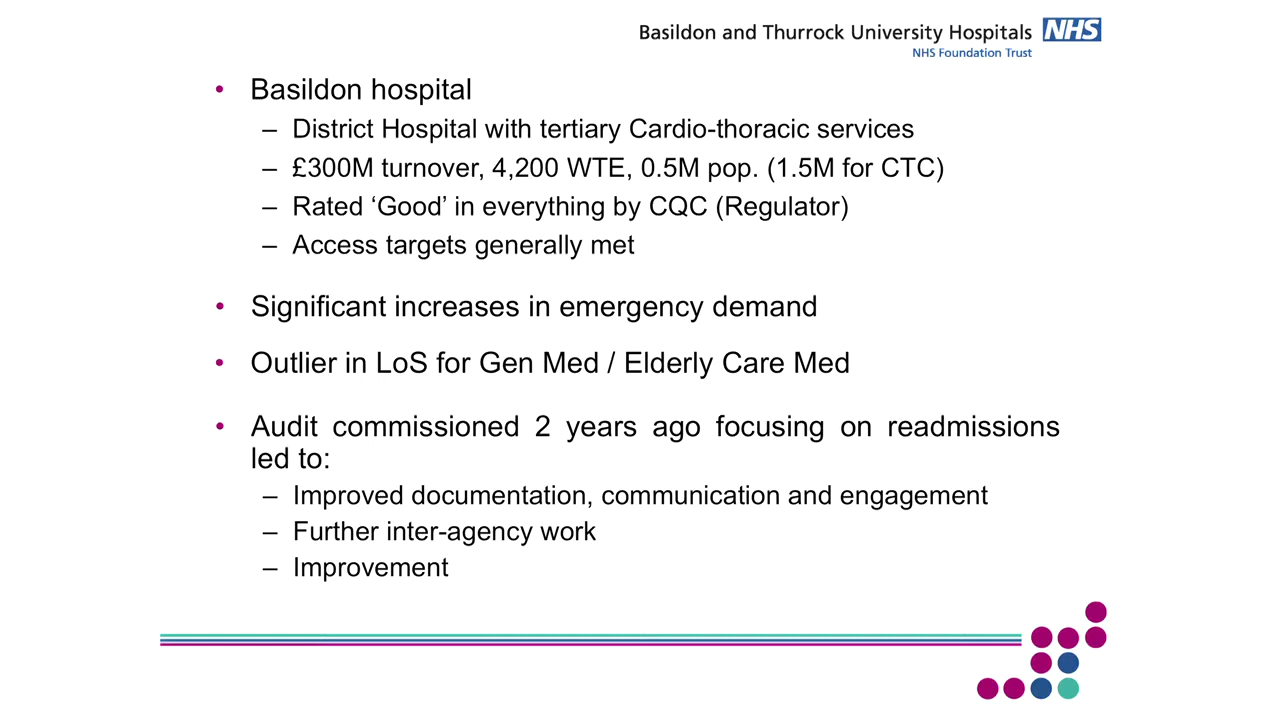 Basildon and Thurrock University Hospitals NHS
NHS Foundation Trust
• Basildon hospital
– District Hospital with tertiary Cardio-thoracic services
– £300M turnover, 4,200 WTE, 0.5M pop. (1.5M for CTC)
– Rated ‘Good’ in everything by CQC (Regulator)
– Access targets generally met
• Significant increases in emergency demand
• Outlier in LoS for Gen Med / Elderly Care Med
• Audit commissioned 2 years ago focusing on readmissions
led to:
– Improved documentation, communication and engagement
– Further inter-agency work
– Improvement